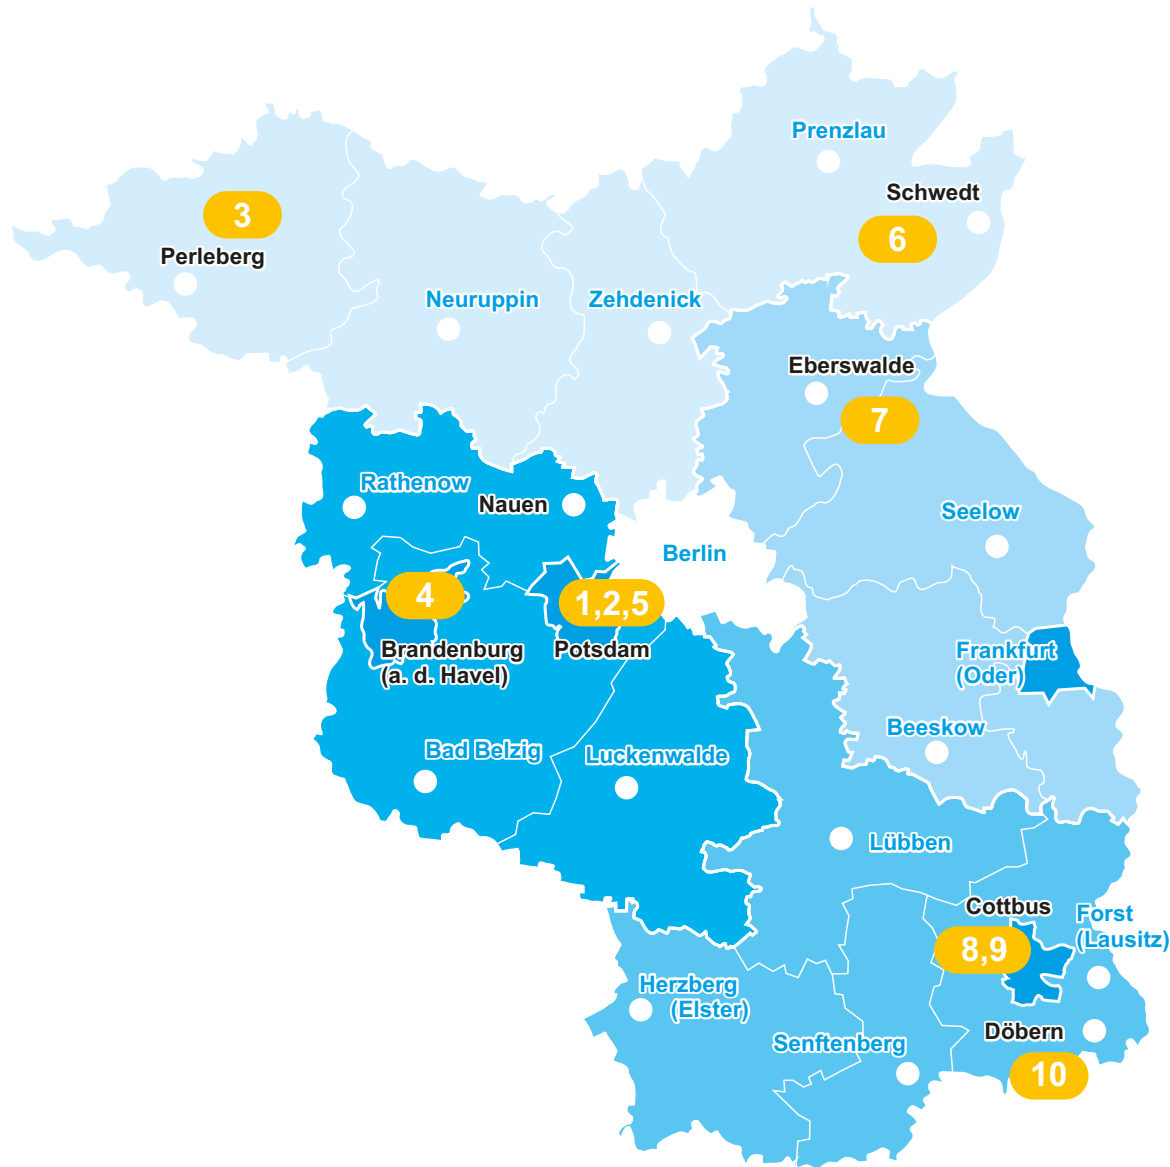 Prenzlau
Schwedt
3
6
Perleberg
Neuruppin
Zehdenick
Eberswalde
7
Rathenow
Nauen
Seelow
Berlin
4
1,2,5
Brandenburg
(a. d. Havel)
Potsdam
Frankfurt
(Oder)
Beeskow
Bad Belzig
Luckenwalde
Lübben
Cottbus
Forst
(Lausitz)
8,9
Herzberg
(Elster)
Döbern
Senftenberg
10